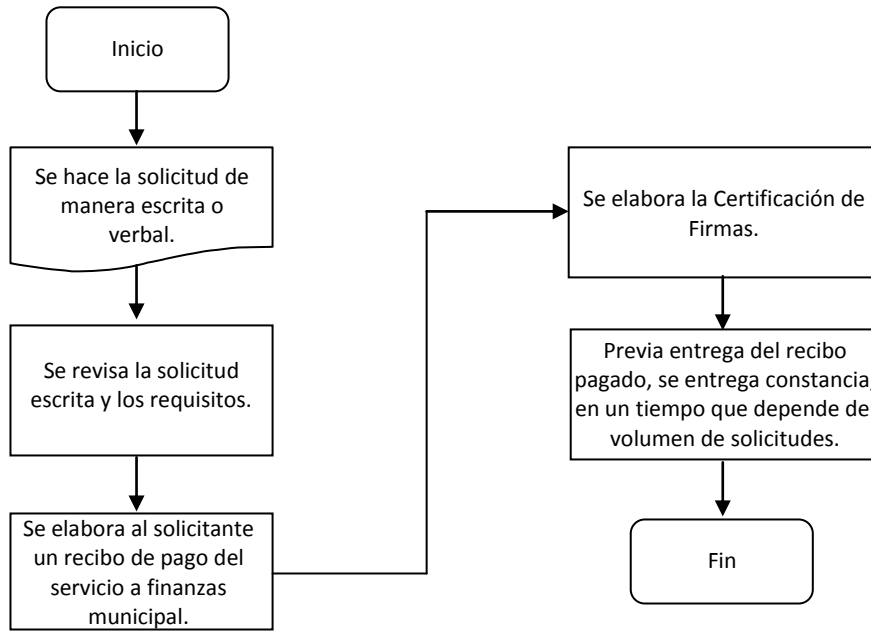 Inicio
Se hace la solicitud de
manera escrita o
verbal.
Se revisa la solicitud
escrita y los requisitos.
Se elabora al solicitante
un recibo de pago del
servicio a finanzas
municipal.
Se elabora la Certificación de
Firmas.
Previa entrega del recibo
pagado, se entrega constancia,
en un tiempo que depende de
volumen de solicitudes.
Fin